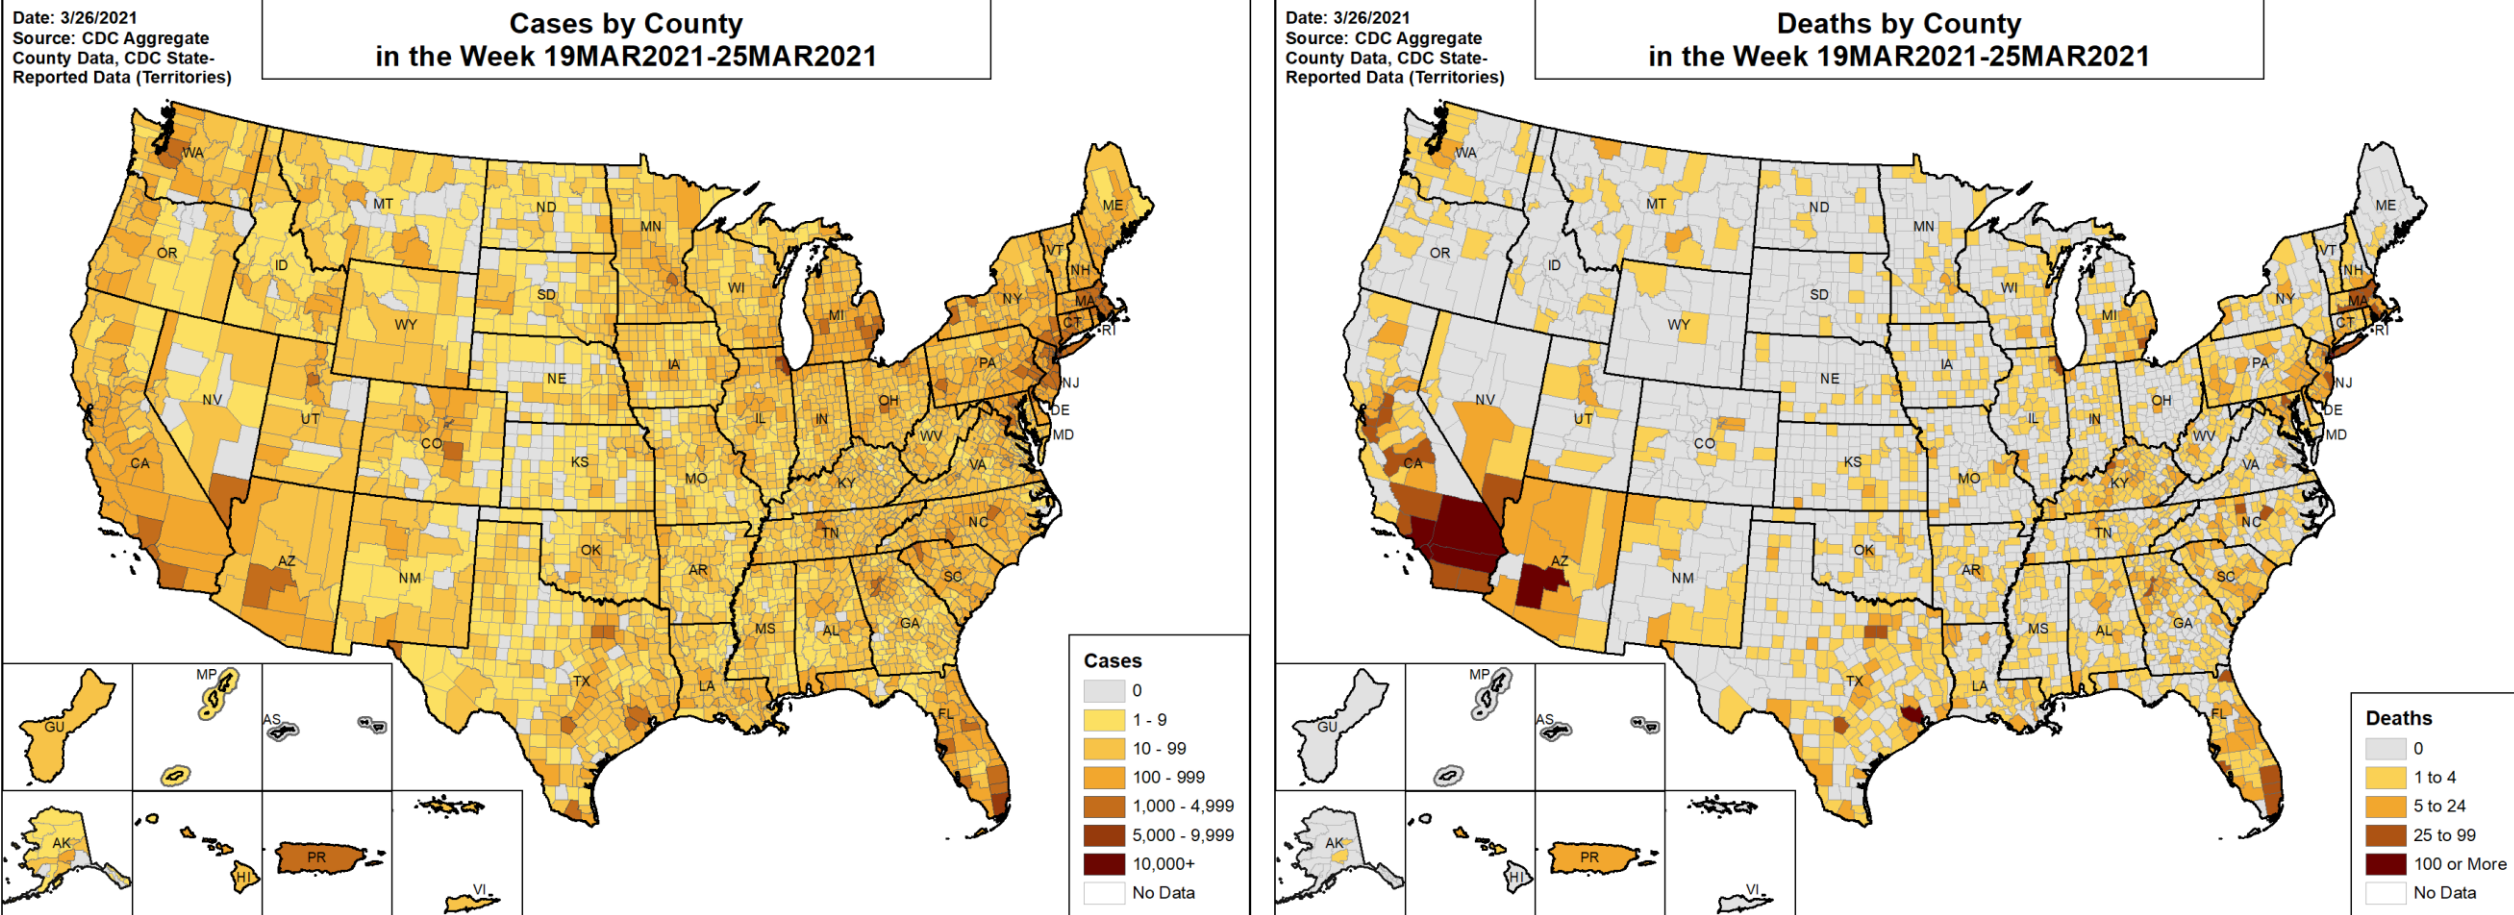 Date: 3/26/2021
Source: CDC Aggregate
County Data, CDC State-
Reported Data (Territories)
Cases by County
in the Week 19MAR2021-25MAR2021
WA
MT
ND
MN
ME
OR
ID
SD
WI
VT
NH
NY
MA
WY
MI
CT
RI
IA
PA
NE
NJ
NV
OH
UT
IL
IN
DE
CO
WV
MD
CA
KS
VA
MO
KY
NC
TN
OK
AZ
AR
NM
SC
MS
AL
GA
TX
LA
FL
MP
GU
AS
AK
HI
PR
VI
Cases
0
1 - 9
10 - 99
100 - 999
1,000 - 4,999
5,000 - 9,999
10,000+
No Data
Date: 3/26/2021
Source: CDC Aggregate
County Data, CDC State-
Reported Data (Territories)
Deaths by County
in the Week 19MAR2021-25MAR2021
WA
MT
ND
MN
ME
OR
ID
SD
WI
VT
NH
NY
MA
WY
MI
CT
RI
IA
PA
NE
NJ
NV
OH
UT
IL
IN
DE
CO
WV
MD
CA
KS
VA
MO
KY
NC
TN
OK
AZ
AR
NM
SC
MS
AL
GA
TX
LA
FL
MP
GU
AS
AK
HI
PR
VI
Deaths
0
1 to 4
5 to 24
25 to 99
100 or More
No Data